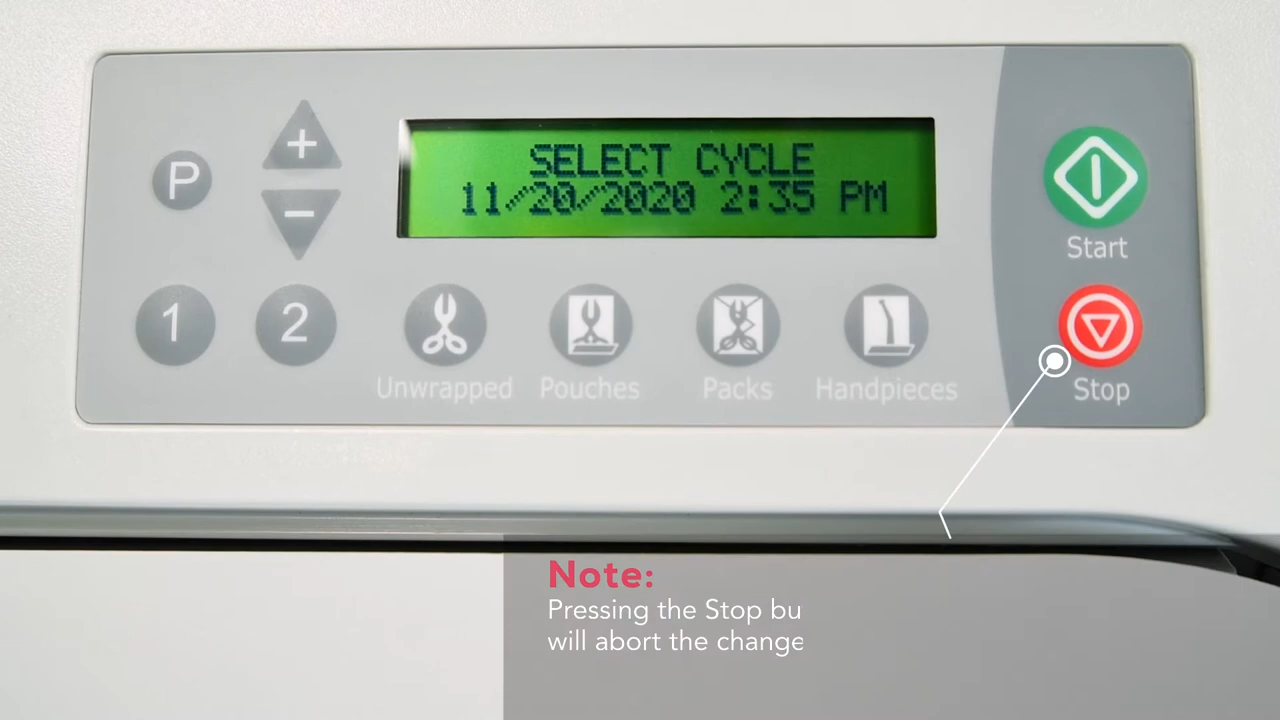 P
+
−
SELECT CYCLE
11/20/2020 2:35 PM
Start
1
2
Unwrapped
Pouches
Packs
Handpieces
Stop
Note:
Pressing the Stop bu
will abort the change